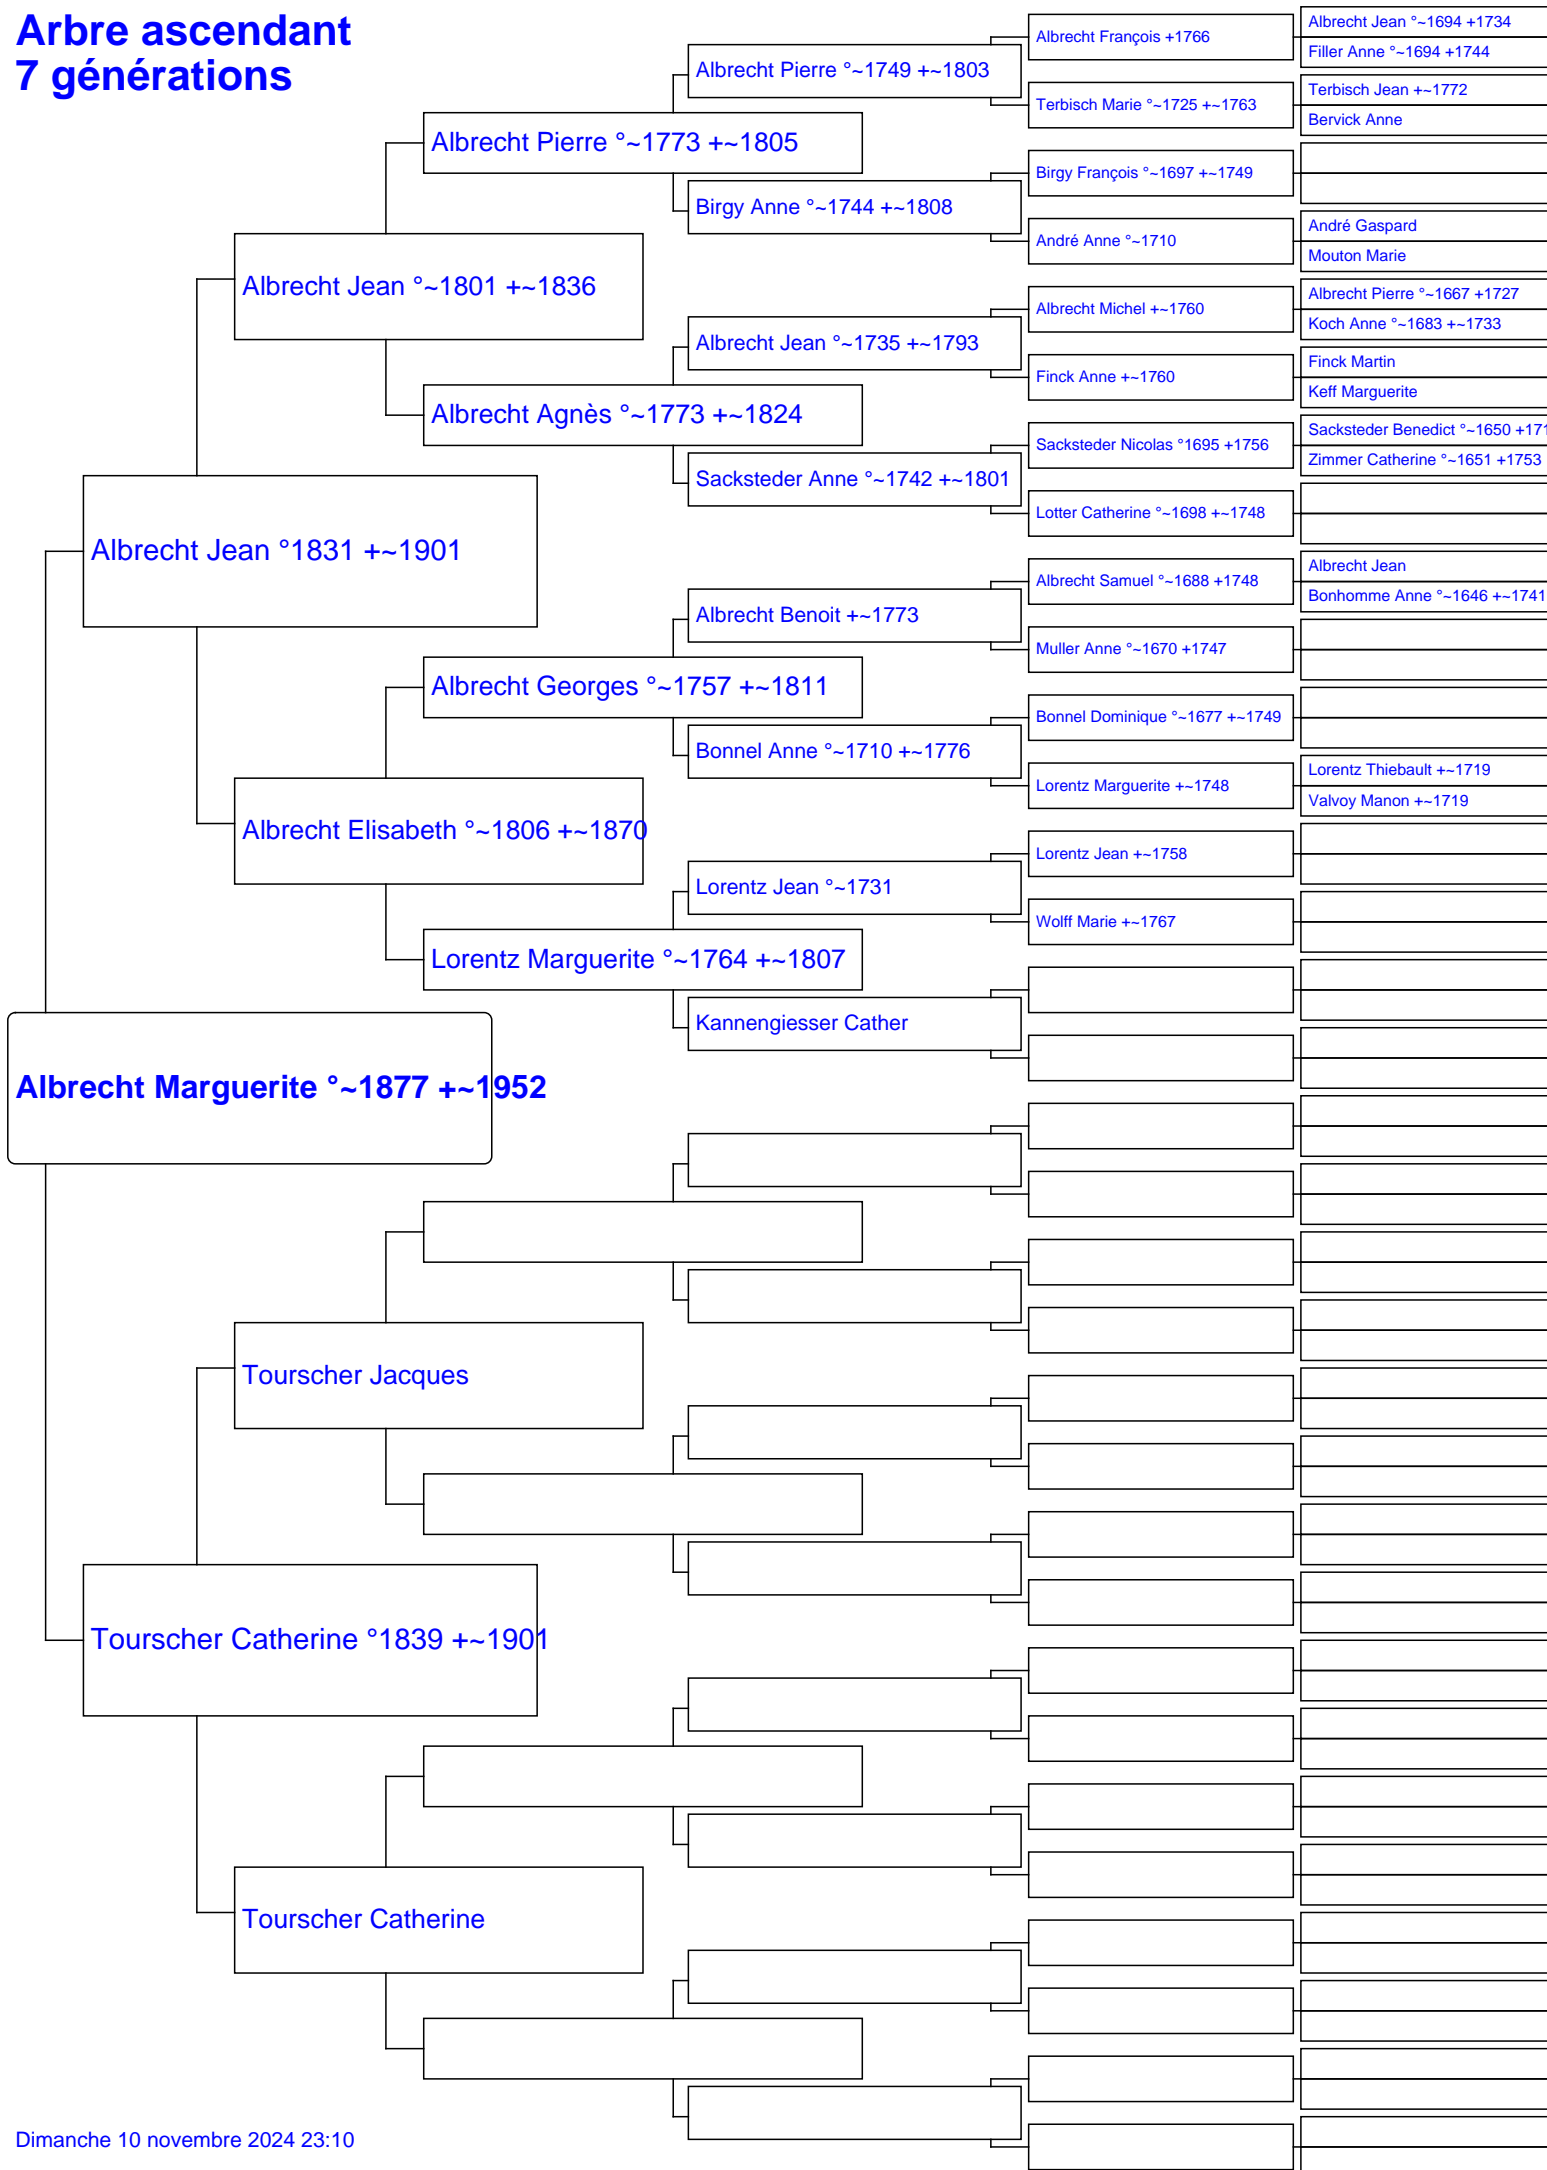 Arbre ascendant
7 générations
Albrecht Marguerite °~1877 +~1952
Albrecht Jean °1831 +~1901
Tourscher Catherine °1839 +~1901
Albrecht Jean °~1801 +~1836
Albrecht Elisabeth °~1806 +~1870
Tourscher Jacques
Tourscher Catherine
Albrecht Pierre °~1773 +~1805
Albrecht Agnès °~1773 +~1824
Albrecht Georges °~1757 +~1811
Lorentz Marguerite °~1764 +~1807
Albrecht Pierre °~1749 +~1803
Birgy Anne °~1744 +~1808
Albrecht Jean °~1735 +~1793
Sacksteder Anne °~1742 +~1801
Albrecht Benoit +~1773
Bonnel Anne °~1710 +~1776
Lorentz Jean °~1731
Kannengiesser Cather
Albrecht François +1766
Terbisch Marie °~1725 +~1763
Birgy François °~1697 +~1749
André Anne °~1710
Albrecht Michel +~1760
Finck Anne +~1760
Sacksteder Nicolas °1695 +~1756
Lotter Catherine °~1698 +~1748
Albrecht Samuel °~1688 +1748
Muller Anne °~1670 +1747
Bonnel Dominique °~1677 +~1749
Lorentz Marguerite +~1748
Lorentz Jean +~1758
Wolff Marie +~1767
Albrecht Jean °~1694 +1734
Filler Anne °~1694 +1744
Terbisch Jean +~1772
Bervick Anne
André Gaspard
Mouton Marie
Albrecht Pierre °~1667 +1727
Koch Anne °~1683 +~1733
Finck Martin
Keff Marguerite
Sacksteder Benedict °~1650 +171
Zimmer Catherine °~1651 +1753
Albrecht Jean
Bonhomme Anne °~1646 +~1741
Lorentz Thiebault +~1719
Valvoy Manon +~1719
Dimanche 10 novembre 2024 23:10